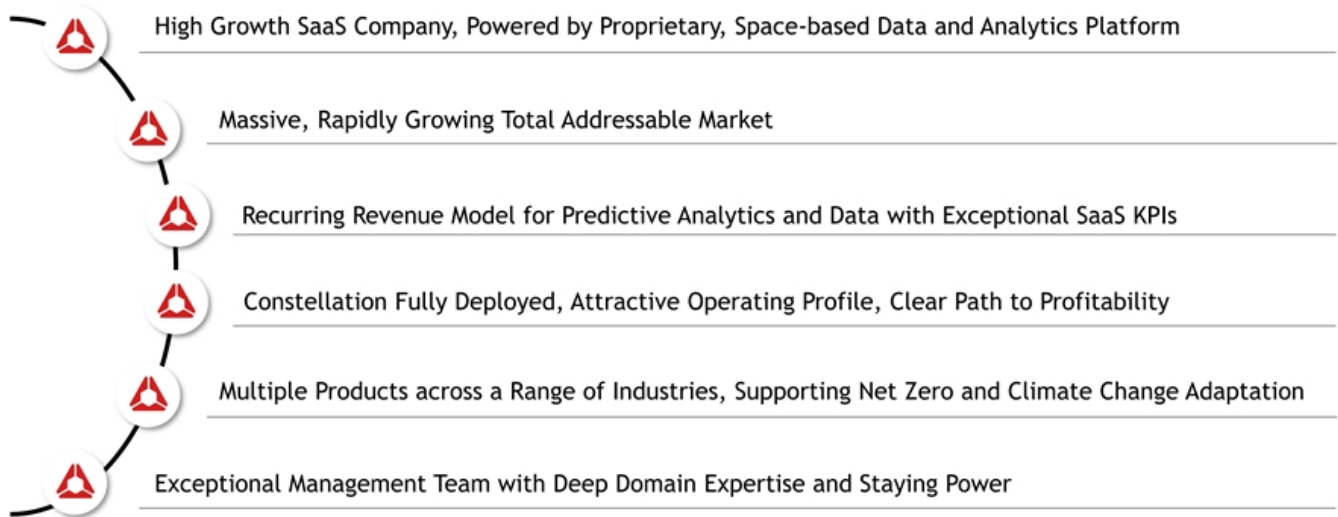 High Growth SaaS Company, Powered by Proprietary, Space-based Data and Analytics Platform
Massive, Rapidly Growing Total Addressable Market
Recurring Revenue Model for Predictive Analytics and Data with Exceptional SaaS KPIs
Constellation Fully Deployed, Attractive Operating Profile, Clear Path to Profitability
Multiple Products across a Range of Industries, Supporting Net Zero and Climate Change Adaptation
Exceptional Management Team with Deep Domain Expertise and Staying Power